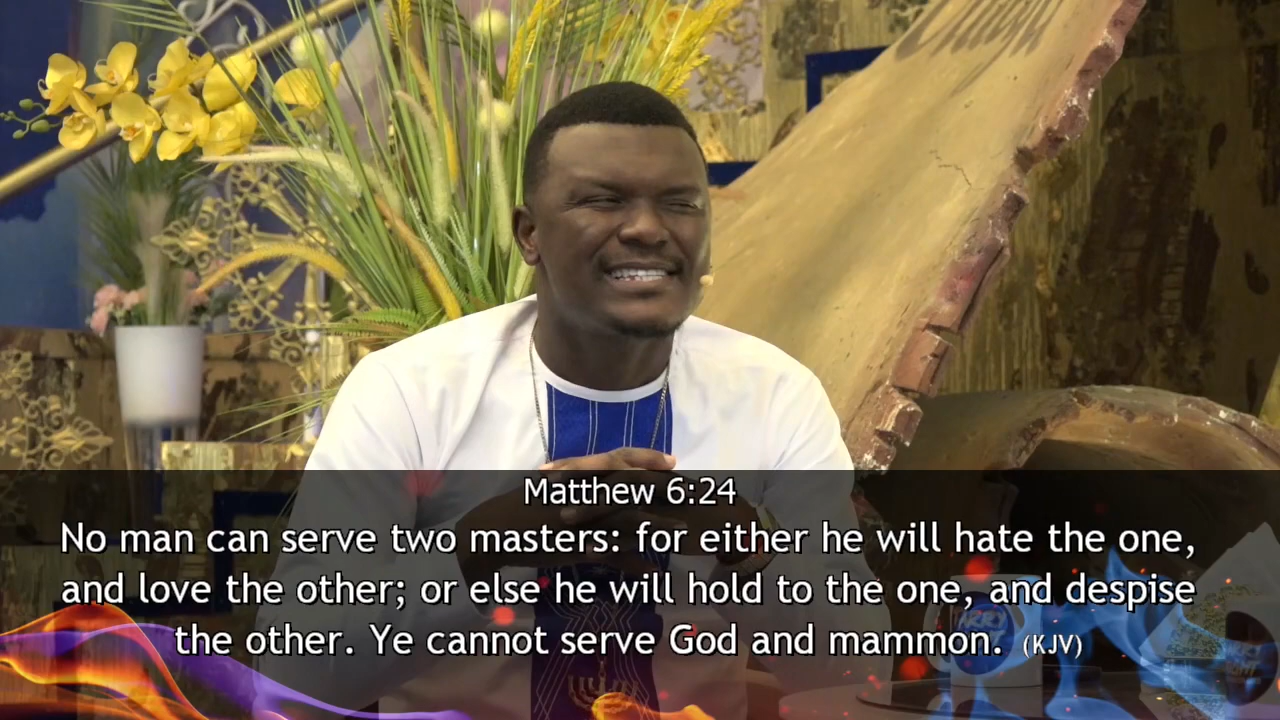 Matthew 6:24
No man can serve two masters: for either he will hate the one,
and love the other; or else he will hold to the one, and despise
the other. Ye cannot serve God and mammon. (KJV)